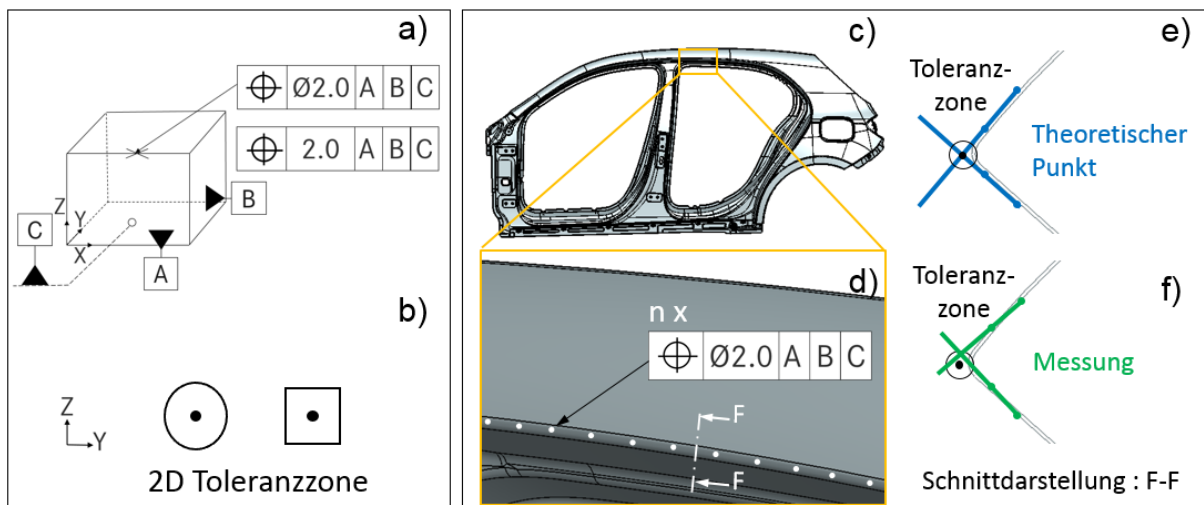 a)
⌖ Ø2.0 A B C
⌖ 2.0 A B C
B
C
Z
Y
X
A
b)
Z
Y
2D Toleranzzone
c)
d)
n x
⌖ Ø2.0 A B C
F
F
e)
Toleranz-
zone
Theoretischer
Punkt
f)
Toleranz-
zone
Messung
Schnittdarstellung : F-F